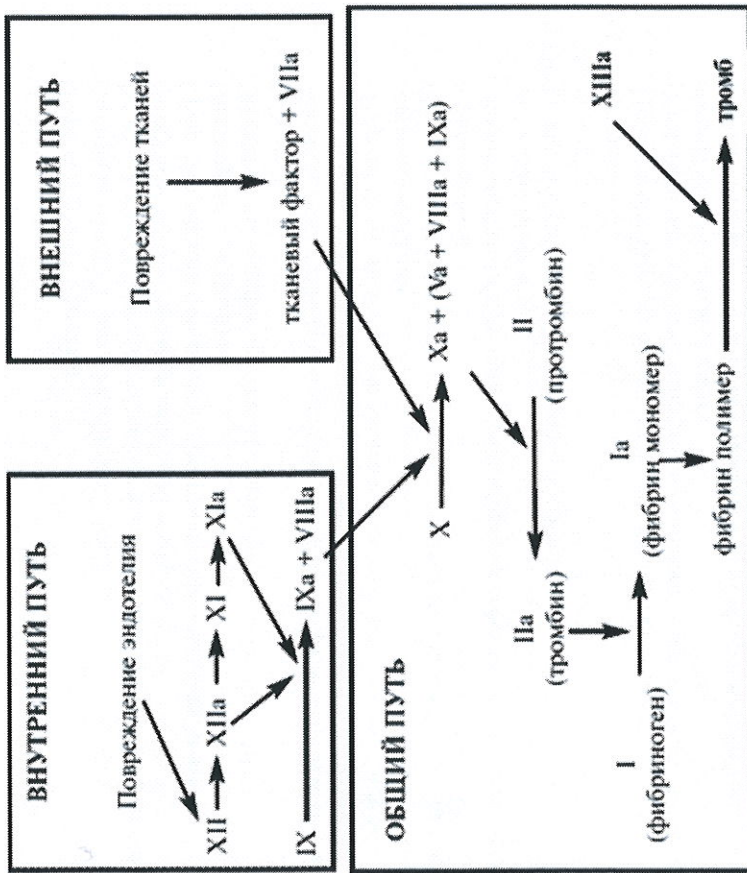 ВНУТРЕННИЙ ПУТЬ
Повреждение эндотелия
XII XIIa XI XIa
IX IXa + VIIIa
ВНЕШНИЙ ПУТЬ
Повреждение тканей
тканевый фактор + VIIa
ОБЩИЙ ПУТЬ
X Xa + (Va + VIIIa + IXa)
IIa II
(тромбин) (протромбин)
I Ia
(фибриноген) (фибрин мономер)
XIIIa
фибрин полимер тромб